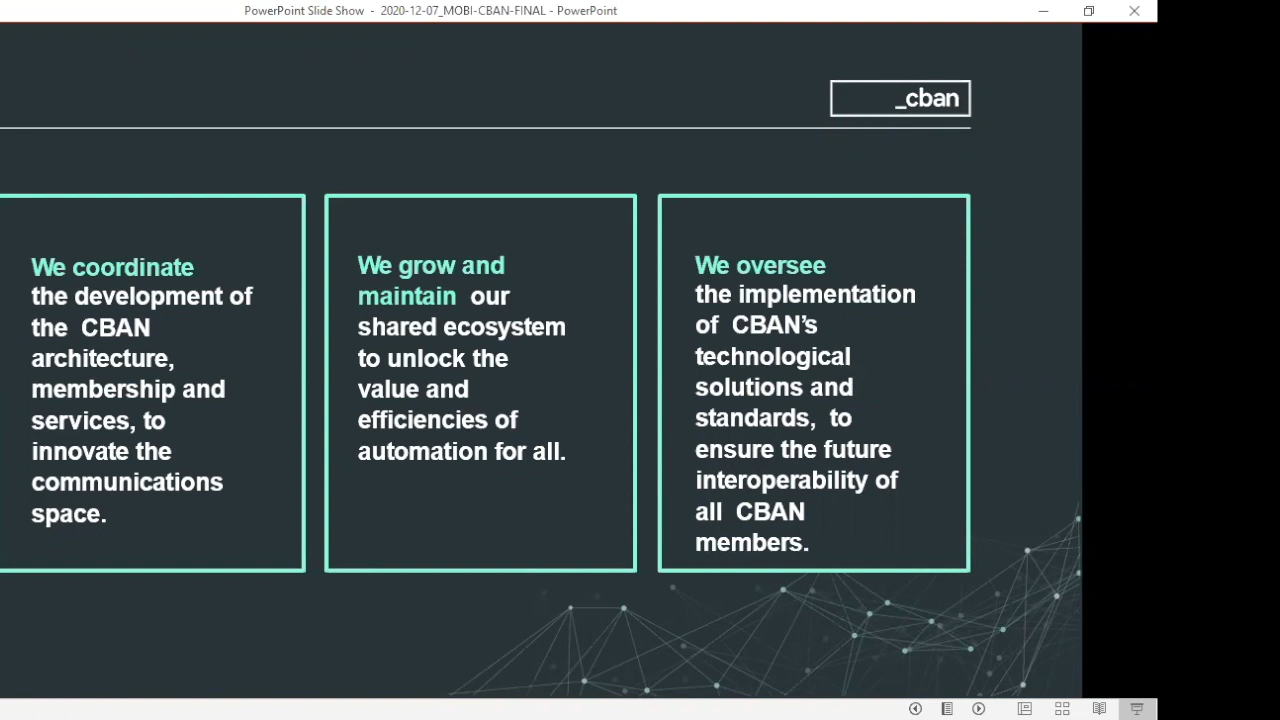 PowerPoint Slide Show - 2020-12-07_MOBI-CBAN-FINAL - PowerPoint
_cban
We coordinate
the development of
the CBAN
architecture,
membership and
services, to
innovate the
communications
space.
We grow and
maintain our
shared ecosystem
to unlock the
value and
efficiencies of
automation for all.
We oversee
the implementation
of CBAN’s
technological
solutions and
standards, to
ensure the future
interoperability of
all CBAN
members.